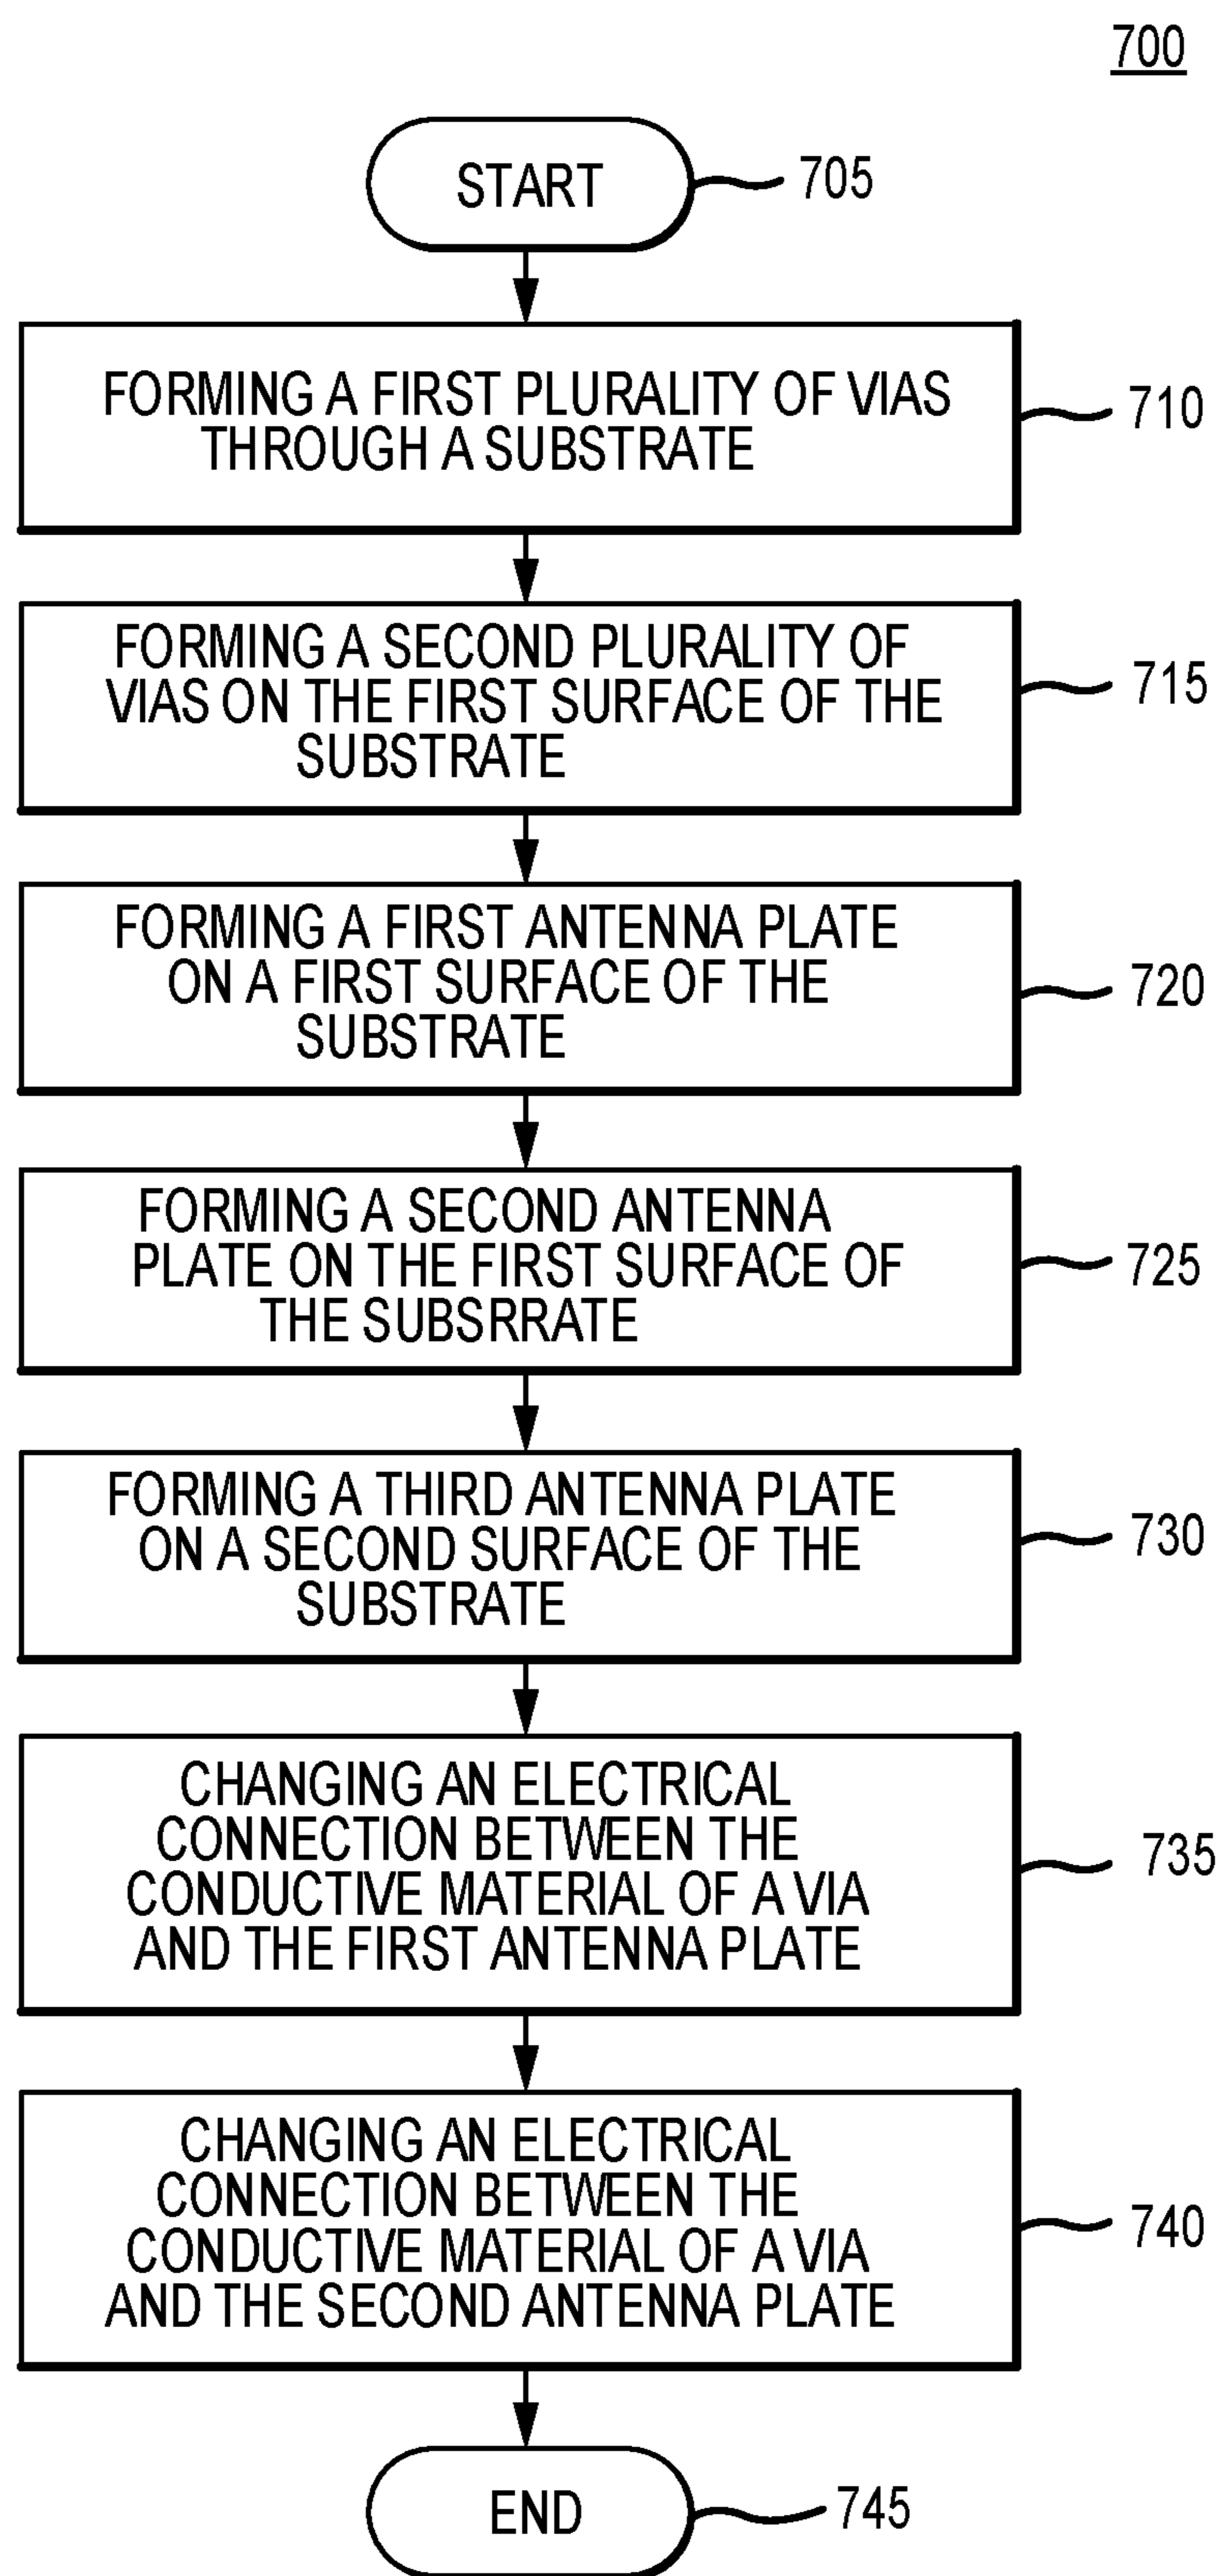 700
START
705
FORMING A FIRST PLURALITY OF VIAS
THROUGH A SUBSTRATE
710
FORMING A SECOND PLURALITY OF
VIAS ON THE FIRST SURFACE OF THE
SUBSTRATE
715
FORMING A FIRST ANTENNA PLATE
ON A FIRST SURFACE OF THE
SUBSTRATE
720
FORMING A SECOND ANTENNA
PLATE ON THE FIRST SURFACE OF
THE SUBSRRATE
725
FORMING A THIRD ANTENNA PLATE
ON A SECOND SURFACE OF THE
SUBSTRATE
730
CHANGING AN ELECTRICAL
CONNECTION BETWEEN THE
CONDUCTIVE MATERIAL OF A VIA
AND THE FIRST ANTENNA PLATE
735
CHANGING AN ELECTRICAL
CONNECTION BETWEEN THE
CONDUCTIVE MATERIAL OF A VIA
AND THE SECOND ANTENNA PLATE
740
END
745